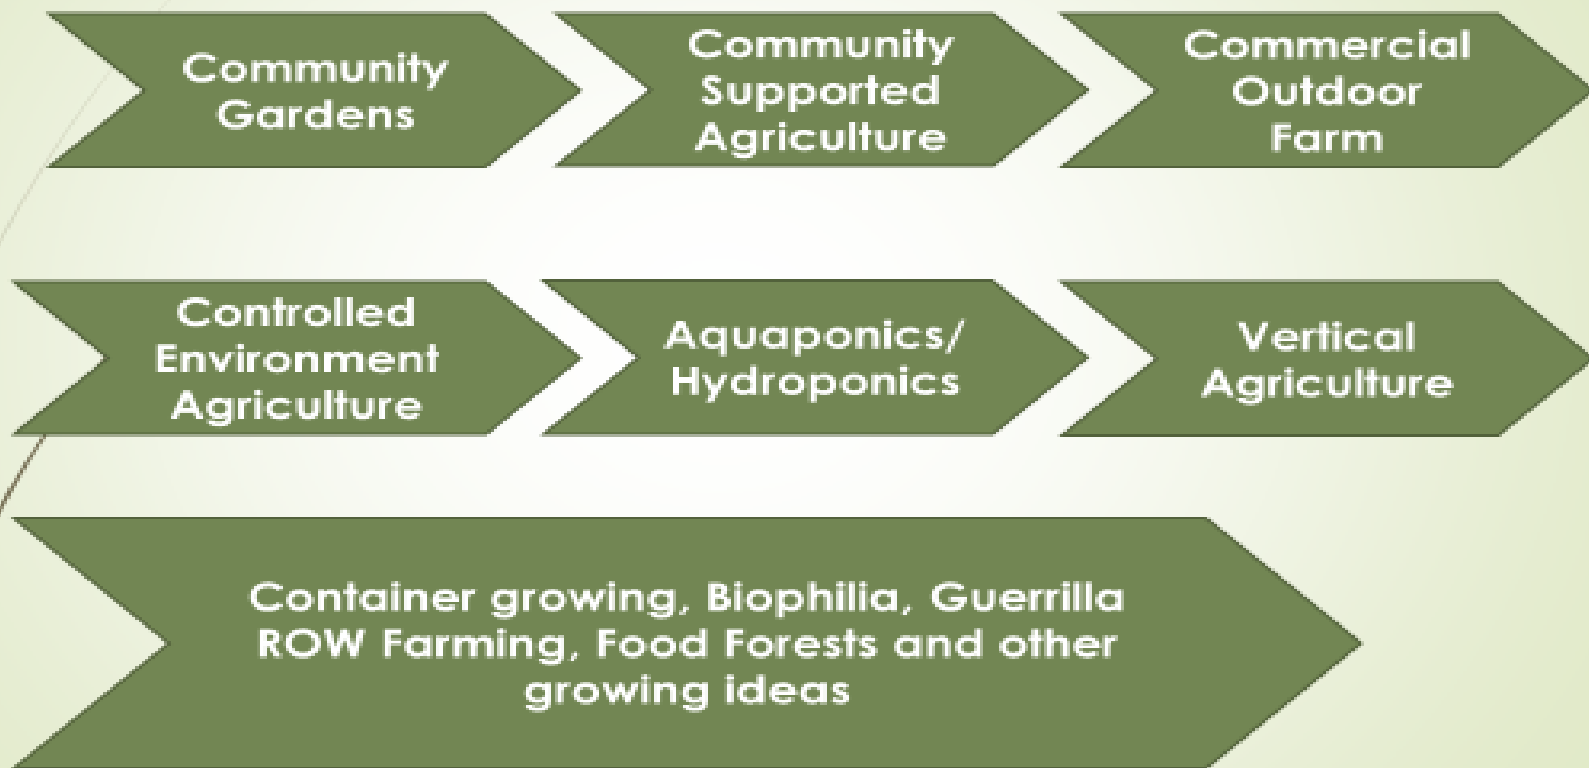 Community
Gardens
Community
Supported
Agriculture
Commercial
Outdoor
Farm
Controlled
Environment
Agriculture
Aquaponics/
Hydroponics
Vertical
Agriculture
Container growing, Biophilia, Guerrilla
ROW Farming, Food Forests and other
growing ideas